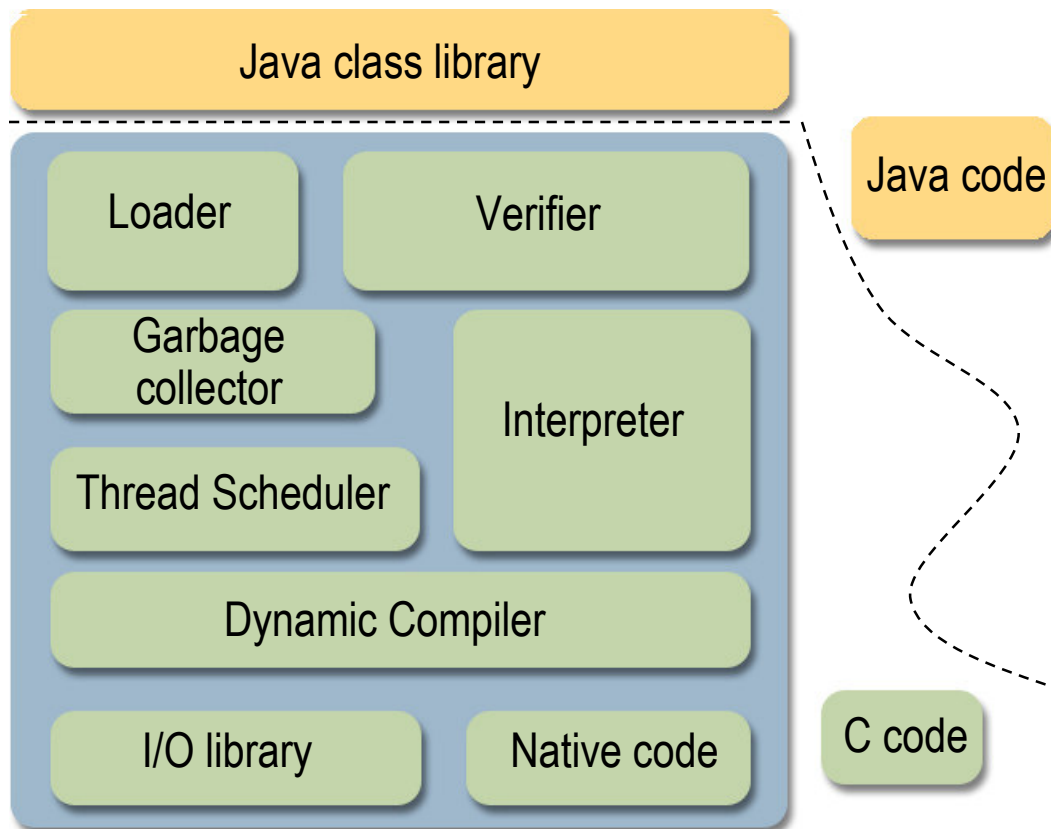 Java class library
Java code
Loader
Verifier
Garbage
collector
Interpreter
Thread Scheduler
Dynamic Compiler
I/O library
Native code
C code